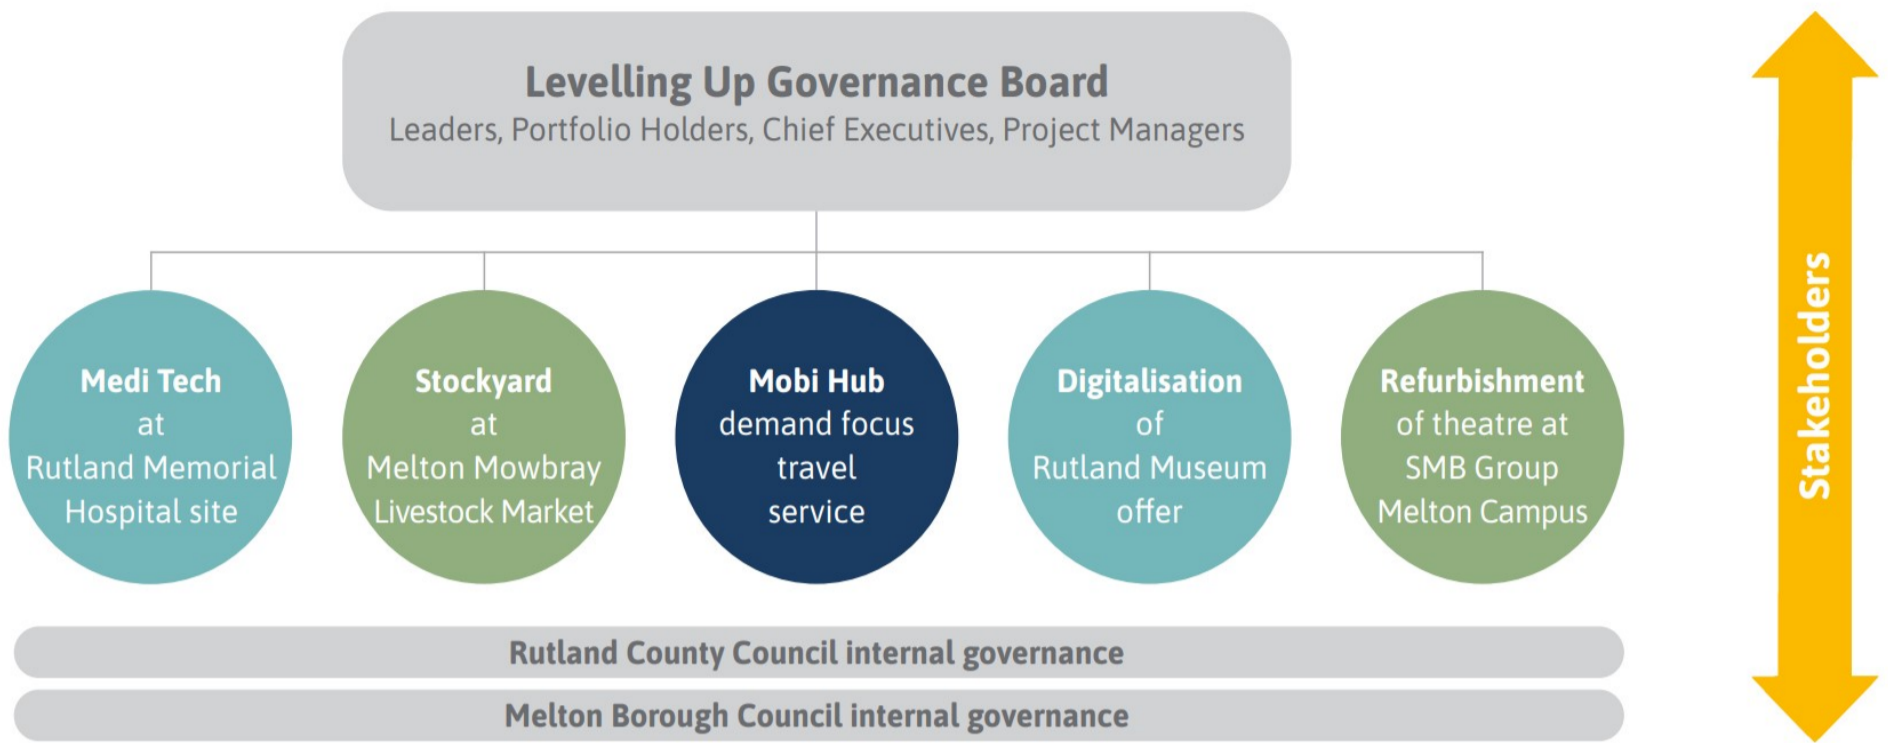 Levelling Up Governance Board
Leaders, Portfolio Holders, Chief Executives, Project Managers
Medi Tech
at
Rutland Memorial
Hospital site
Stockyard
at
Melton Mowbray
Livestock Market
Mobi Hub
demand focus
travel
service
Digitalisation
of
Rutland Museum
offer
Refurbishment
of theatre at
SMB Group
Melton Campus
Rutland County Council internal governance
Melton Borough Council internal governance
Stakeholders